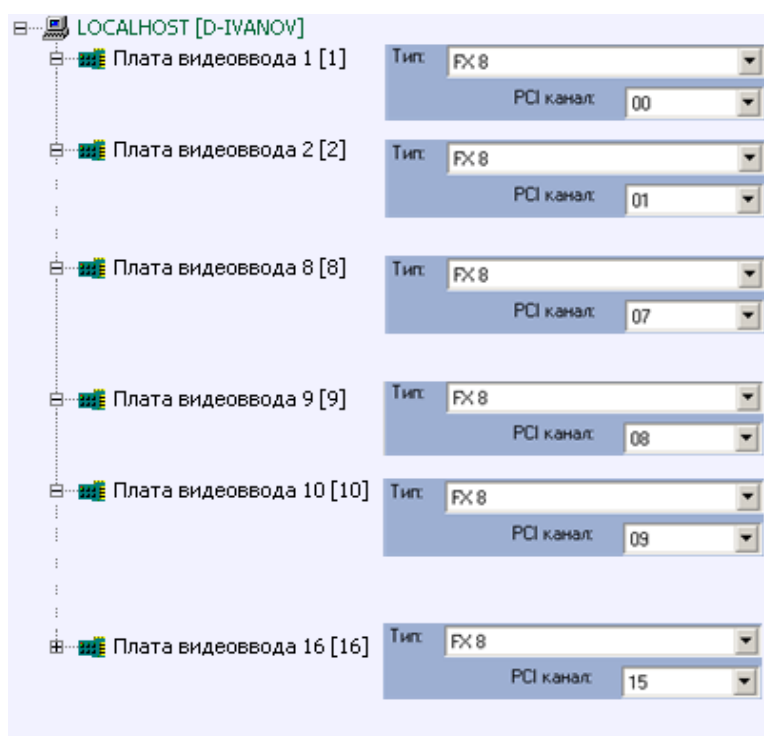 LOCALHOST [D-IVANOV]
Плата видеоввода 1 [1] Тип: FX 8
PCI канал: 00
Плата видеоввода 2 [2] Тип: FX 8
PCI канал: 01
Плата видеоввода 8 [8] Тип: FX 8
PCI канал: 07
Плата видеоввода 9 [9] Тип: FX 8
PCI канал: 08
Плата видеоввода 10 [10] Тип: FX 8
PCI канал: 09
Плата видеоввода 16 [16] Тип: FX 8
PCI канал: 15